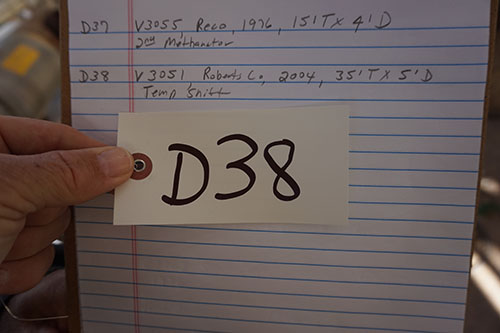 D37 V3055, Reco, 1976, 15'T x 4'D
2nd Methanator
D38 V3051, Roberts Co, 2004, 35'T x 5'D
Temp Shift
D38